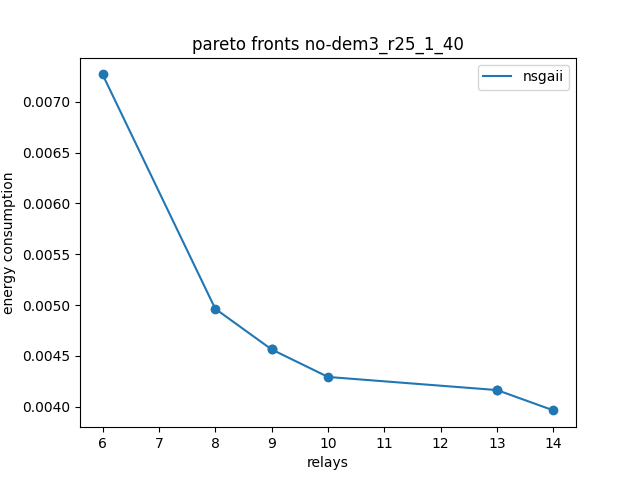 pareto fronts no-dem3_r25_1_40
nsgaii
0.0070
0.0065
0.0060
0.0055
0.0050
0.0045
0.0040
energy consumption
6 7 8 9 10 11 12 13 14
relays